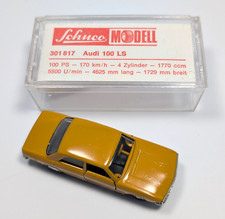 Schuco MODELL
301 817 Audi 100 LS
100 PS – 170 km/h – 4 Zylinder – 1770 ccm
5500 U/min – 4625 mm lang – 1729 mm breit